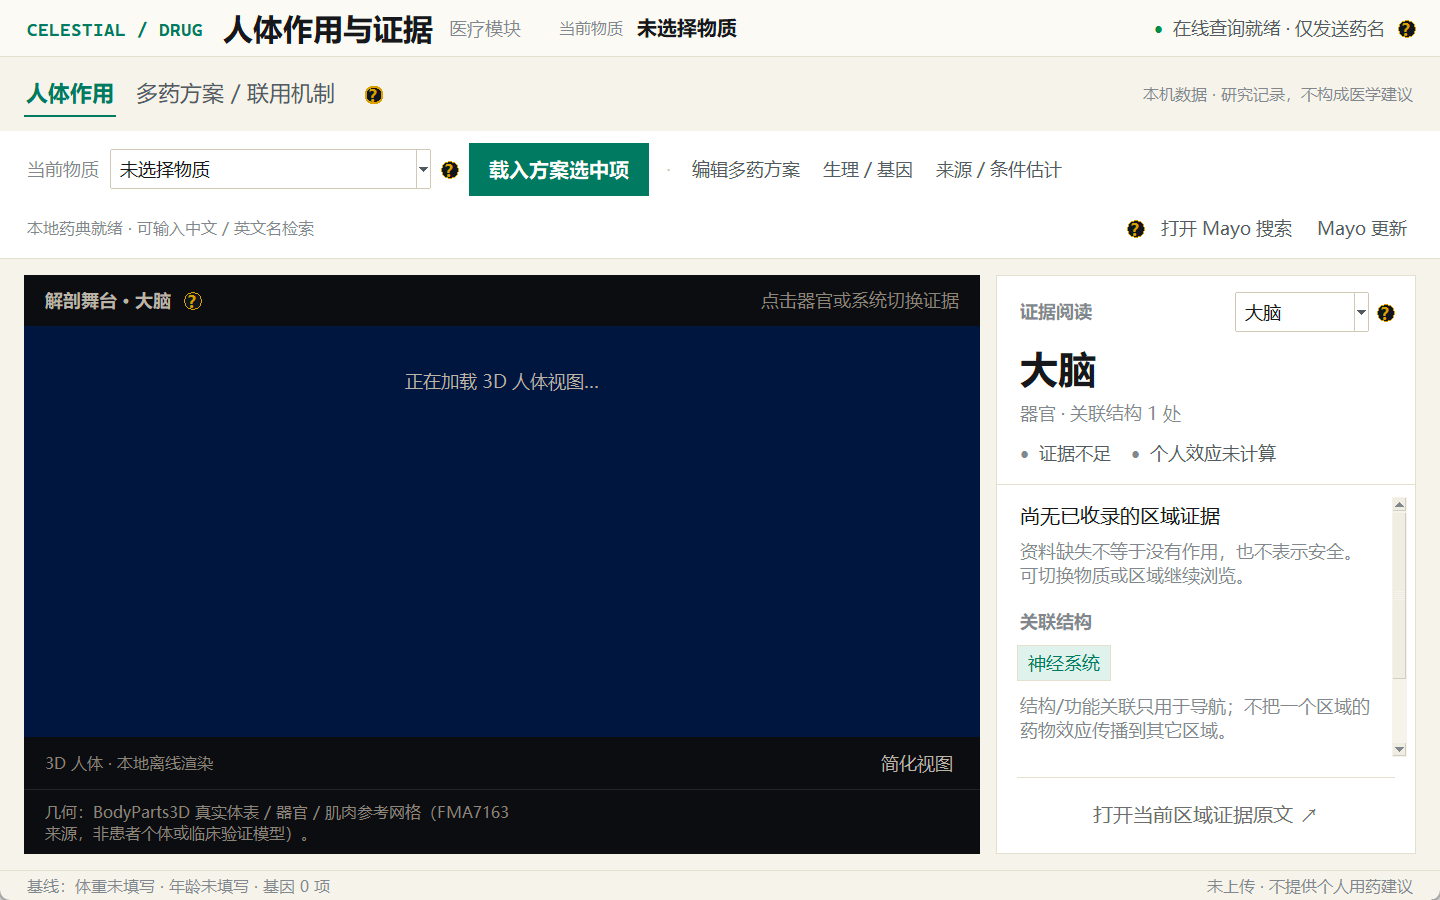 CELESTIAL / DRUG 人体作用与证据 医疗模块 当前物质 未选择物质 • 在线查询就绪 · 仅发送药名 ?
人体作用 多药方案 / 联用机制 ? 本机数据 · 研究记录，不构成医学建议
当前物质 未选择物质 ? 载入方案选中项 · 编辑多药方案 生理 / 基因 来源 / 条件估计
本地药典就绪 · 可输入中文 / 英文名检索 ? 打开 Mayo 搜索 Mayo 更新
解剖舞台 • 大脑 ? 点击器官或系统切换证据
正在加载 3D 人体视图...
3D 人体 · 本地离线渲染 简化视图
几何：BodyParts3D 真实体表 / 器官 / 肌肉参考网格（FMA7163
来源，非患者个体或临床验证模型）。
证据阅读 大脑 ?
大脑
器官 · 关联结构 1 处
• 证据不足 • 个人效应未计算
尚无已收录的区域证据
资料缺失不等于没有作用，也不表示安全。
可切换物质或区域继续浏览。
关联结构
神经系统
结构/功能关联只用于导航；不把一个区域的
药物效应传播到其它区域。
打开当前区域证据原文 ↗
基线：体重未填写 · 年龄未填写 · 基因 0 项 未上传 · 不提供个人用药建议